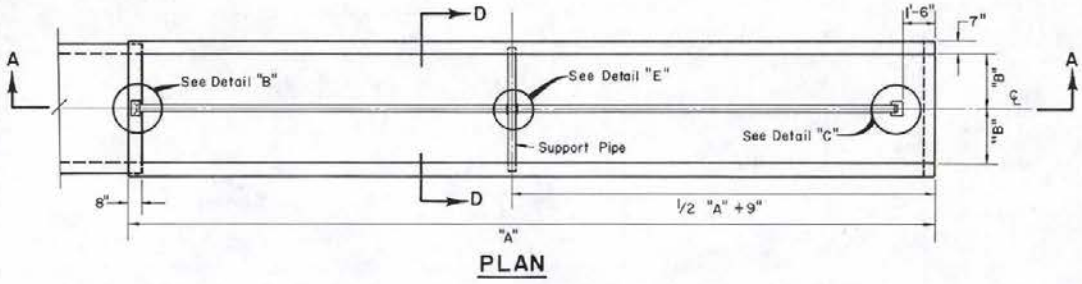 D
1'-6"
7"
A
See Detail "B"
See Detail "E"
"B"
A
℄
See Detail "C"
"B"
Support Pipe
8"
D
1/2 "A" + 9"
"A"
PLAN